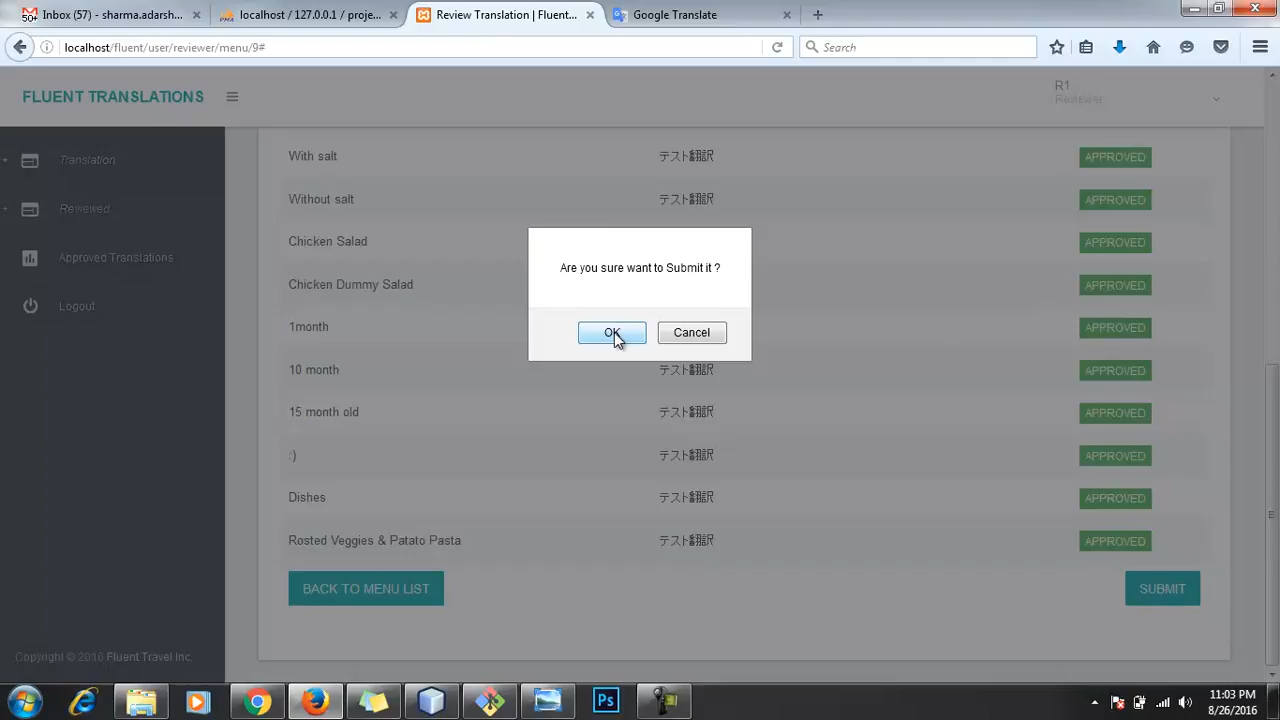 Inbox (57) - sharma.adarsh... localhost / 127.0.0.1 / proje... Review Translation | Fluent... Google Translate
localhost/fluent/user/reviewer/menu/9# Search
FLUENT TRANSLATIONS R1
Reviewer
Translation
Reviewed
Approved Translations
Logout
With salt テスト翻訳 APPROVED
Without salt テスト翻訳 APPROVED
Chicken Salad APPROVED
Chicken Dummy Salad APPROVED
1month APPROVED
10 month テスト翻訳 APPROVED
15 month old テスト翻訳 APPROVED
:) テスト翻訳 APPROVED
Dishes テスト翻訳 APPROVED
Rosted Veggies & Patato Pasta テスト翻訳 APPROVED
Are you sure want to Submit it ?
OK Cancel
BACK TO MENU LIST SUBMIT
Copyright © 2016 Fluent Travel Inc.
Ps
11:03 PM
8/26/2016